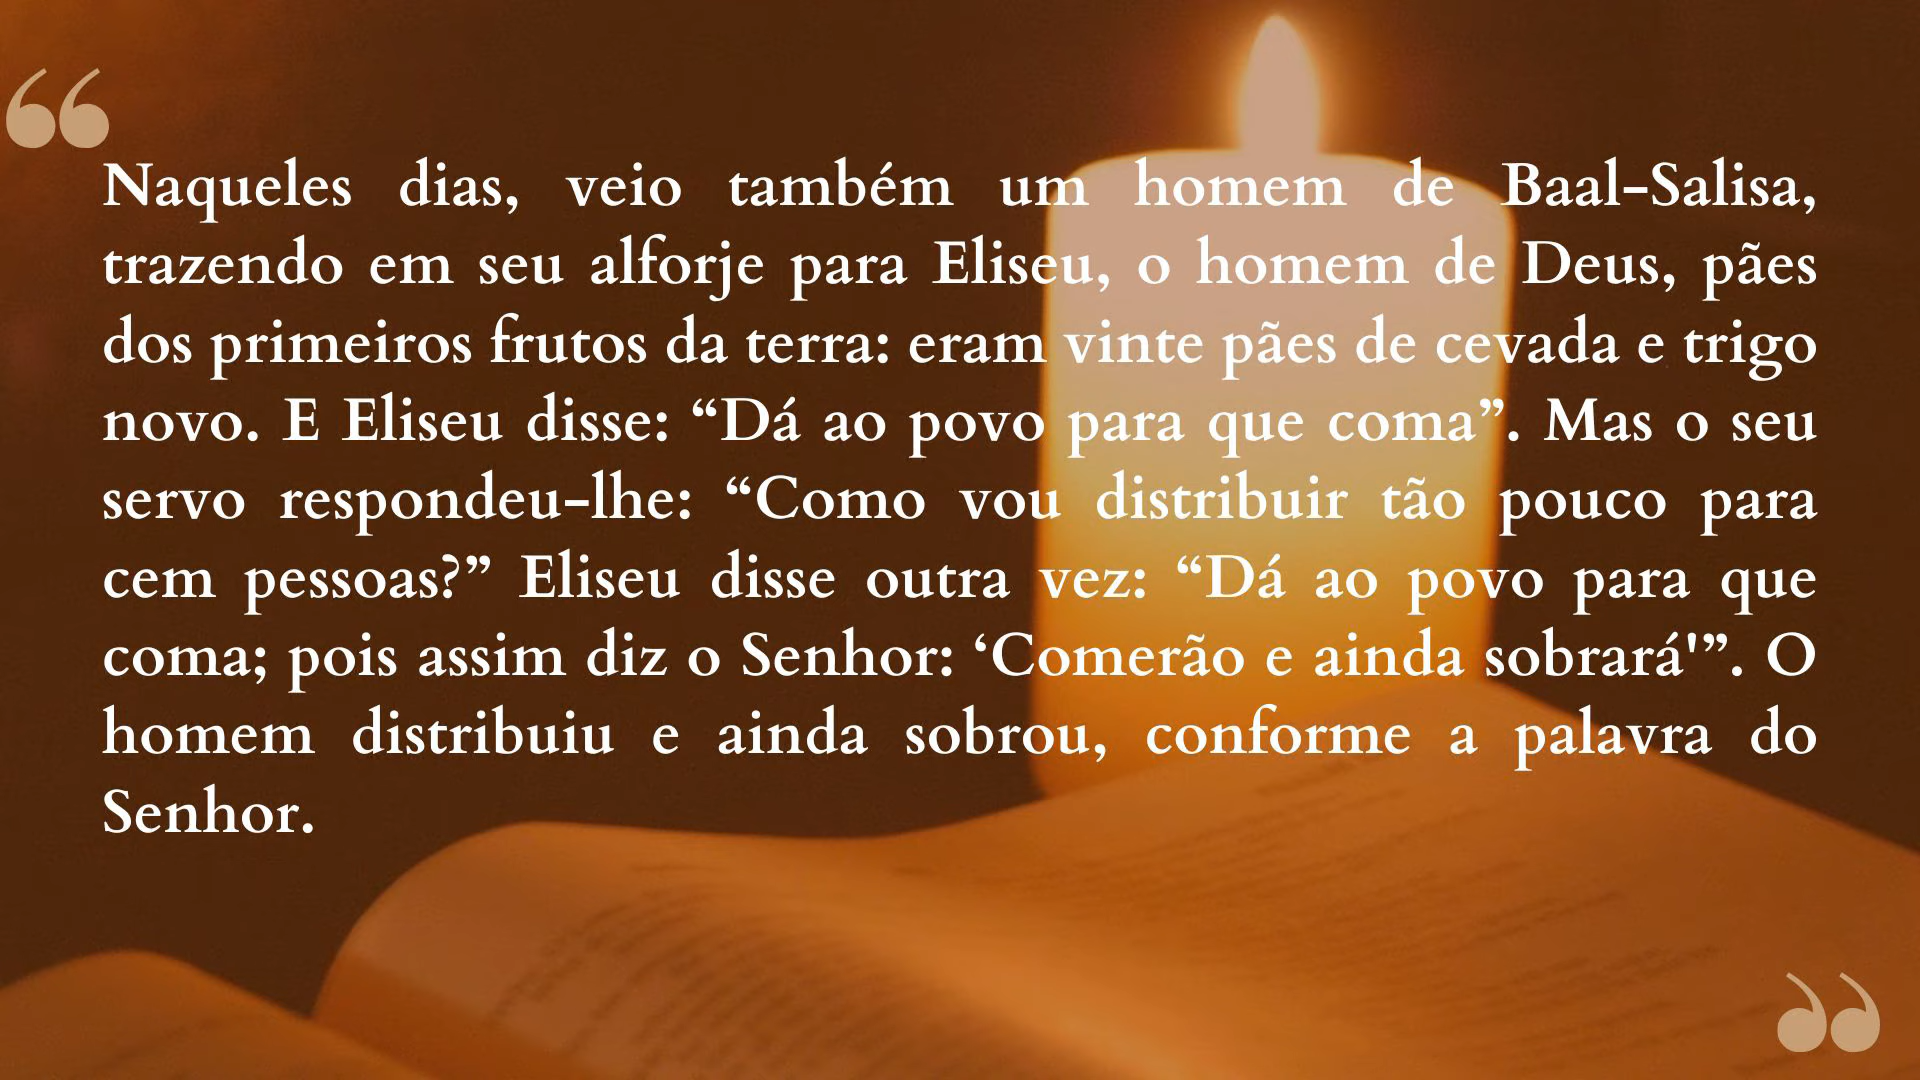 “
Naqueles dias, veio também um homem de Baal-Salisa,
trazendo em seu alforje para Eliseu, o homem de Deus, pães
dos primeiros frutos da terra: eram vinte pães de cevada e trigo
novo. E Eliseu disse: “Dá ao povo para que coma”. Mas o seu
servo respondeu-lhe: “Como vou distribuir tão pouco para
cem pessoas?” Eliseu disse outra vez: “Dá ao povo para que
coma; pois assim diz o Senhor: ‘Comerão e ainda sobrará'”. O
homem distribuiu e ainda sobrou, conforme a palavra do
Senhor.
”